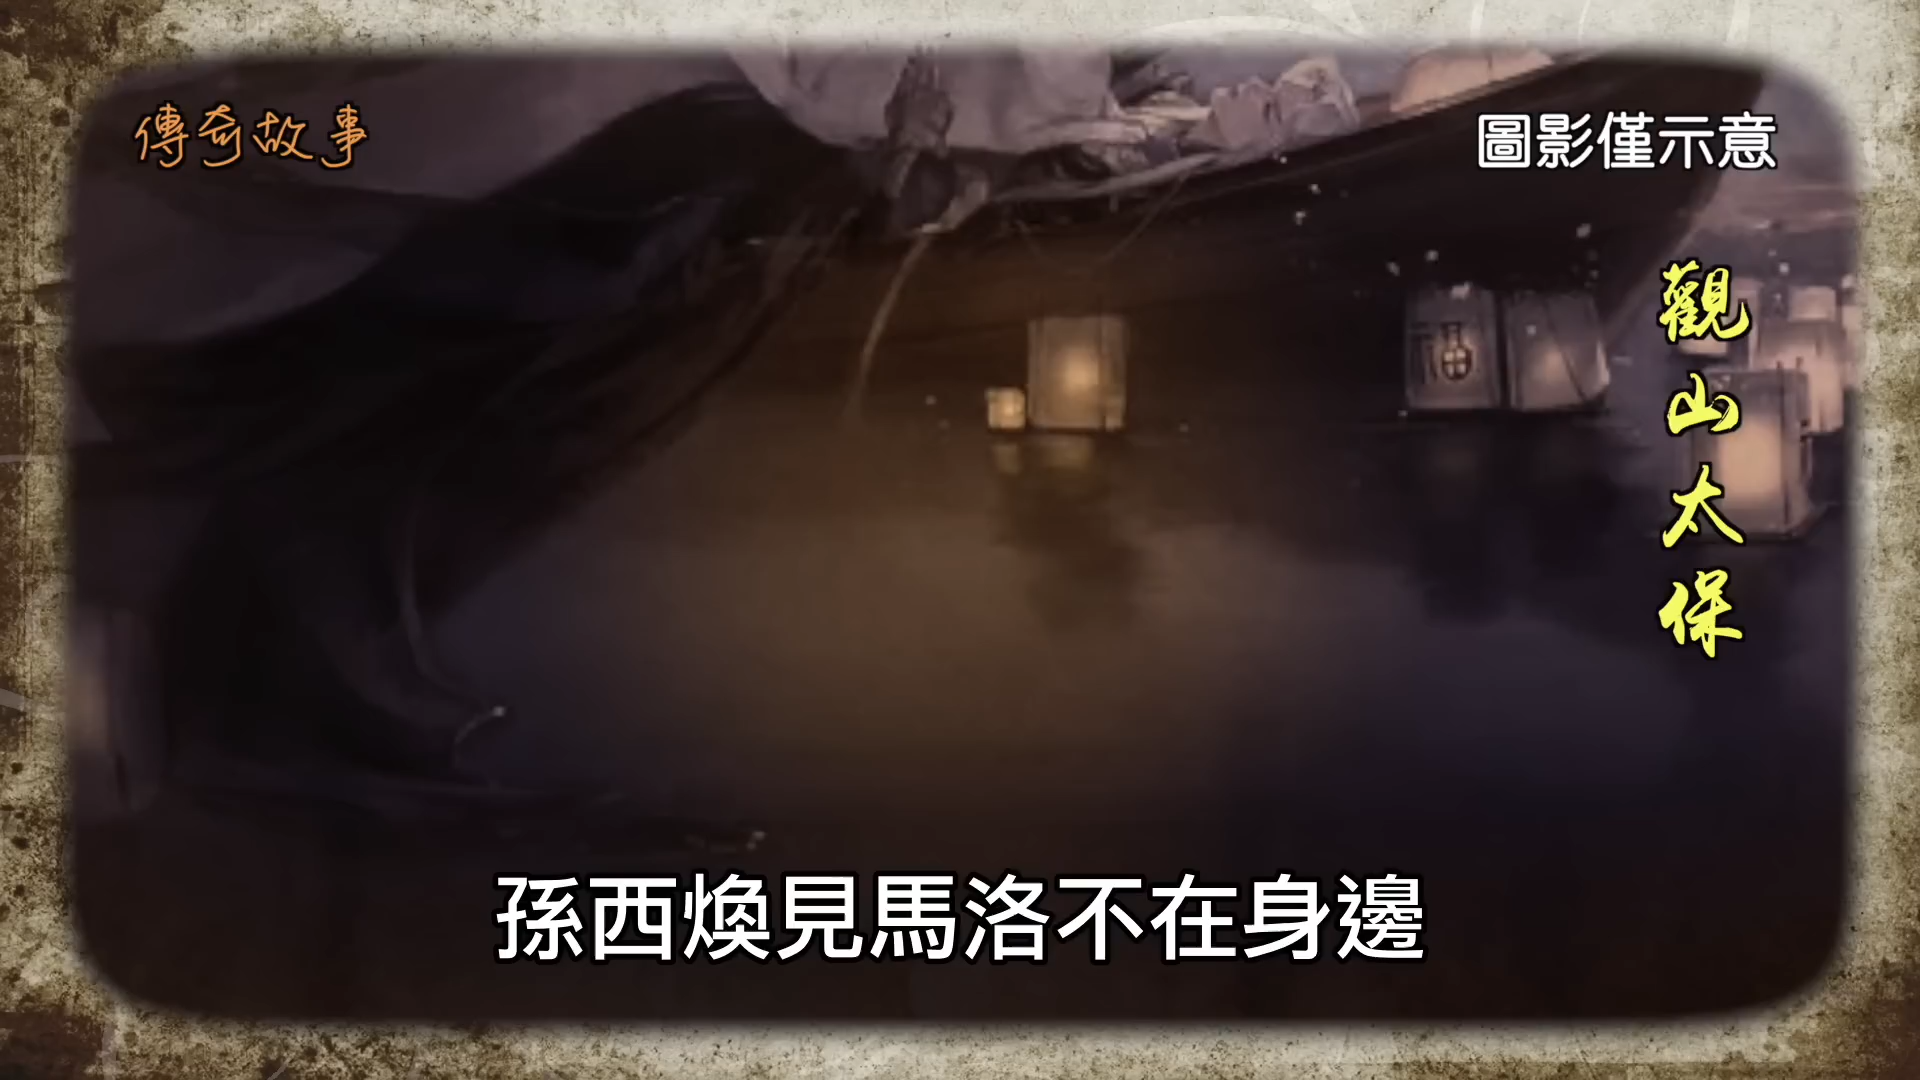 傳奇故事
圖影僅示意
觀山太保
福
孫西煥見馬洛不在身邊